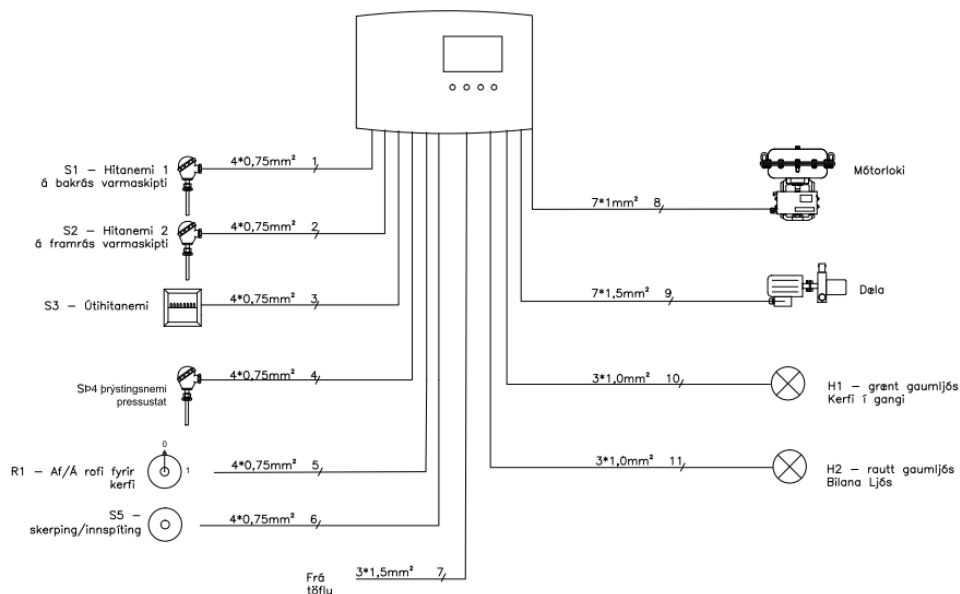 S1 – Hitanemi 1
á bakrás varmaskipti
4*0,75mm² 1
S2 – Hitanemi 2
á framrás varmaskipti
4*0,75mm² 2
S3 – Útihitanemi
4*0,75mm² 3
SÞ4 þrýstingsnemi
pressustat
4*0,75mm² 4
0
1
R1 – Af/Á rofi fyrir
kerfi
4*0,75mm² 5
S5 –
skerping/innspíting
4*0,75mm² 6
Frá
töflu
3*1,5mm² 7
7*1mm² 8
Mótorloki
7*1,5mm² 9
Dæla
3*1,0mm² 10
H1 – grænt gaumljós
Kerfi í gangi
3*1,0mm² 11
H2 – rautt gaumljós
Bilana Ljós